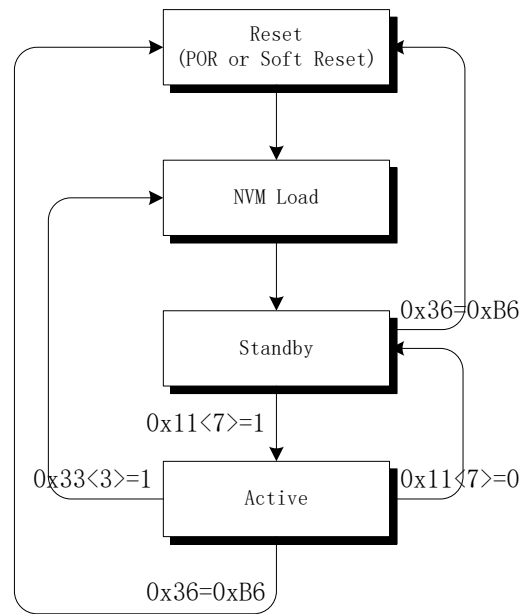 Reset
(POR or Soft Reset)
NVM Load
0x36=0xB6
Standby
0x11<7>=1
0x33<3>=1
Active
0x11<7>=0
0x36=0xB6